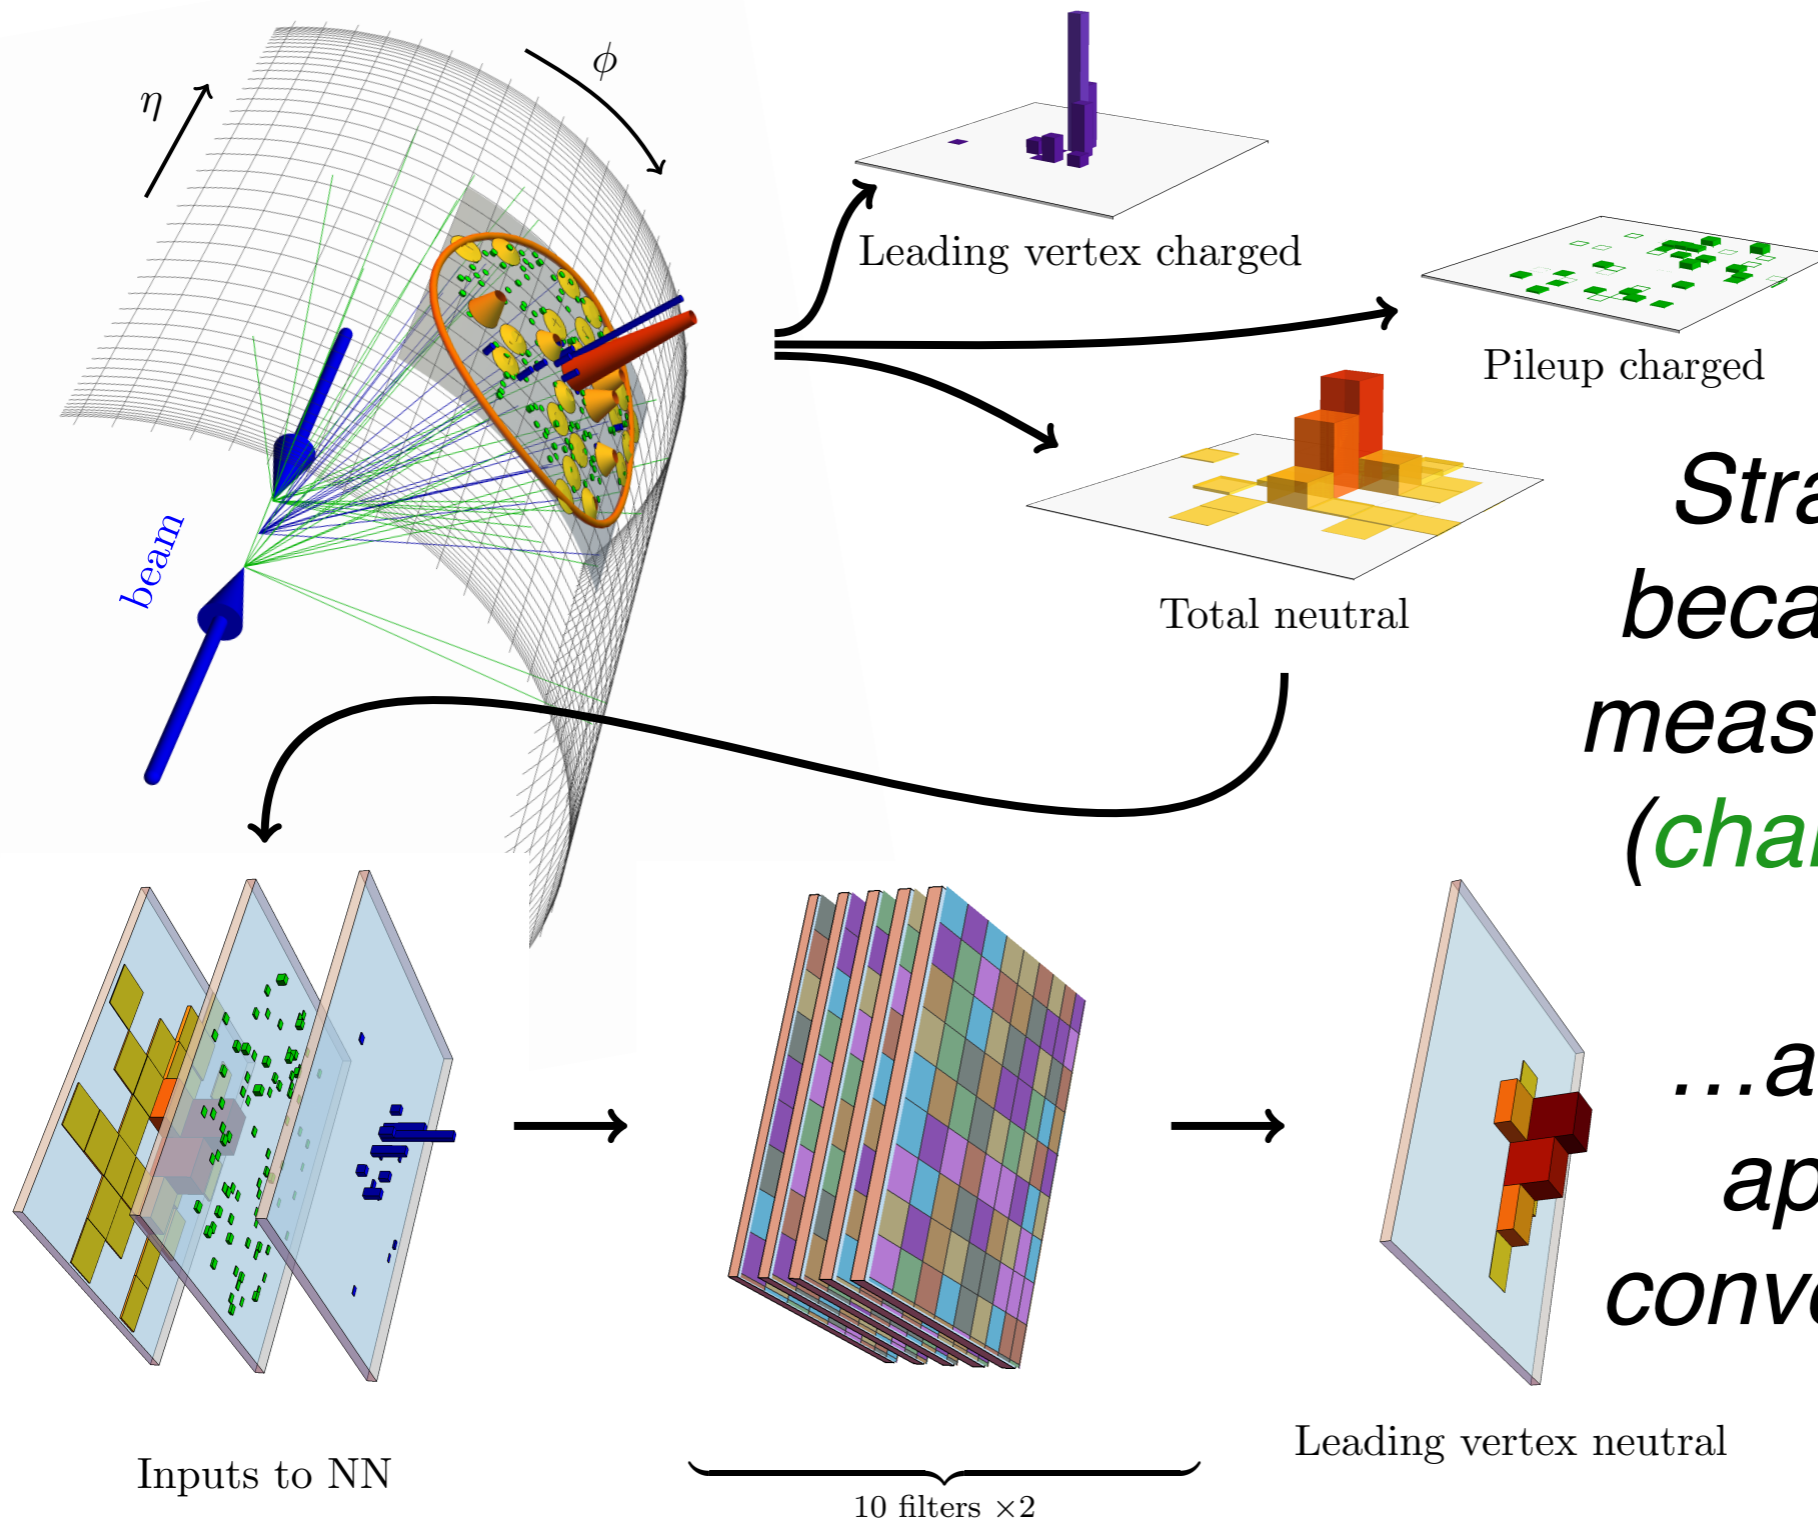 η
ϕ
beam
Leading vertex charged
Pileup charged
Total neutral
Inputs to NN
10 filters ×2
Leading vertex neutral